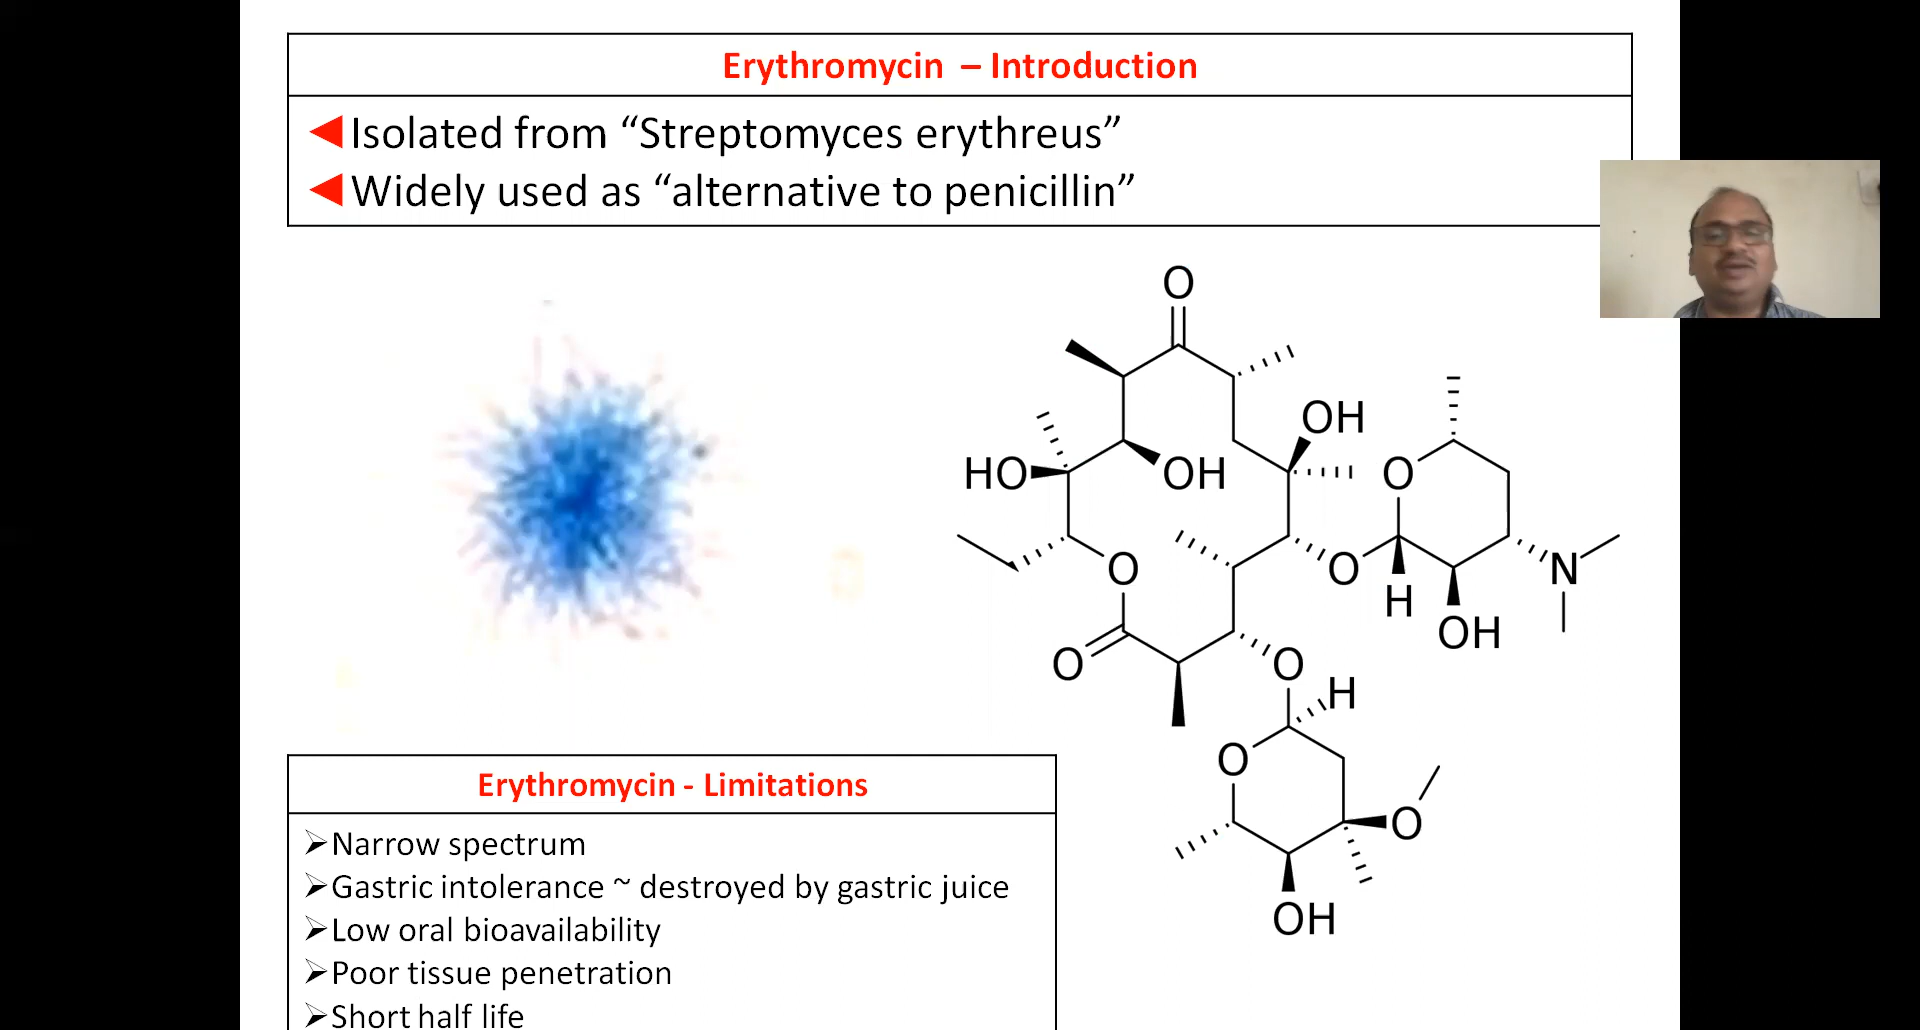 Erythromycin – Introduction
Isolated from “Streptomyces erythreus”
Widely used as “alternative to penicillin”
O
OH
HO
OH
O
O
O
N
H
OH
O
O
H
O
O
OH
Erythromycin - Limitations
Narrow spectrum
Gastric intolerance ~ destroyed by gastric juice
Low oral bioavailability
Poor tissue penetration
Short half life